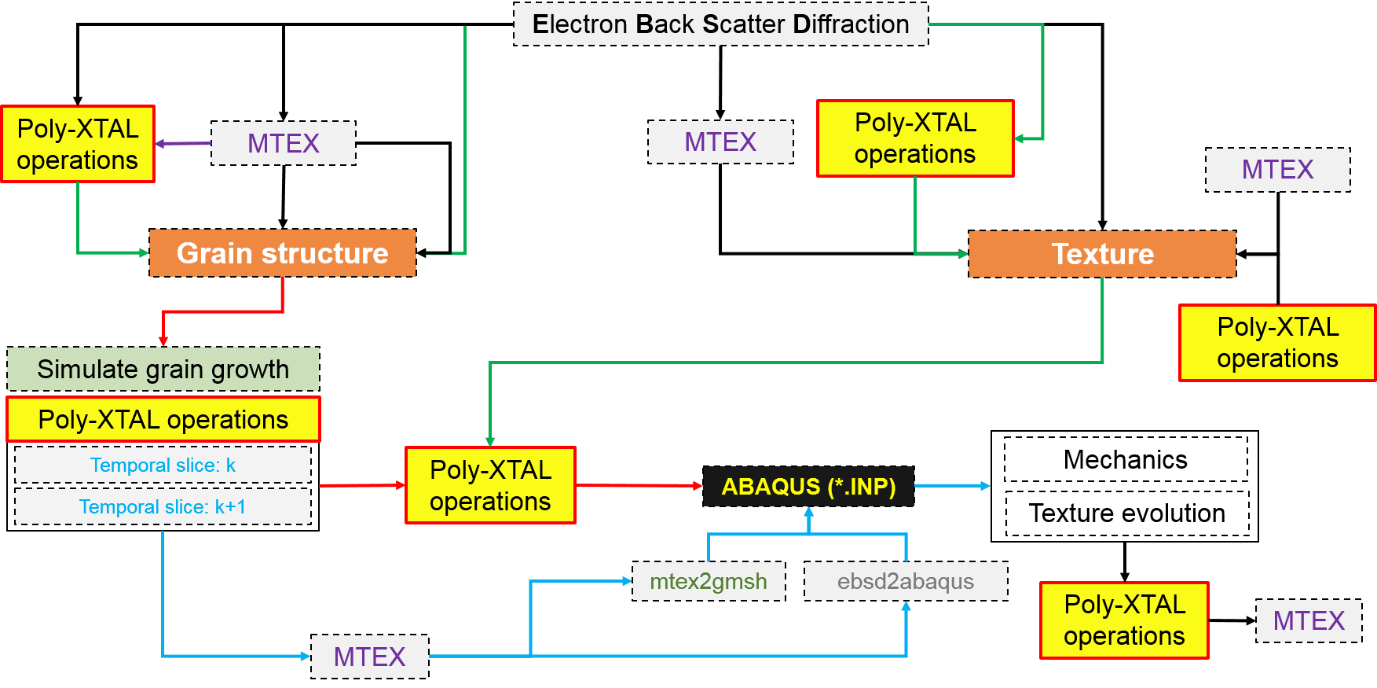 Electron Back Scatter Diffraction
Poly-XTAL
operations
MTEX
MTEX
Poly-XTAL
operations
MTEX
Grain structure
Texture
Poly-XTAL
operations
Simulate grain growth
Poly-XTAL operations
Temporal slice: k
Temporal slice: k+1
Poly-XTAL
operations
ABAQUS (*.INP)
Mechanics
Texture evolution
mtex2gmsh
ebsd2abaqus
Poly-XTAL
operations
MTEX
MTEX